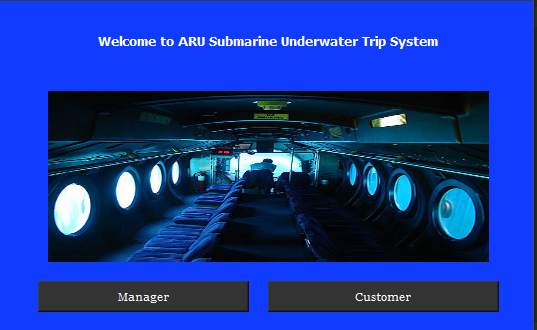 Welcome to ARU Submarine Underwater Trip System
Manager
Customer